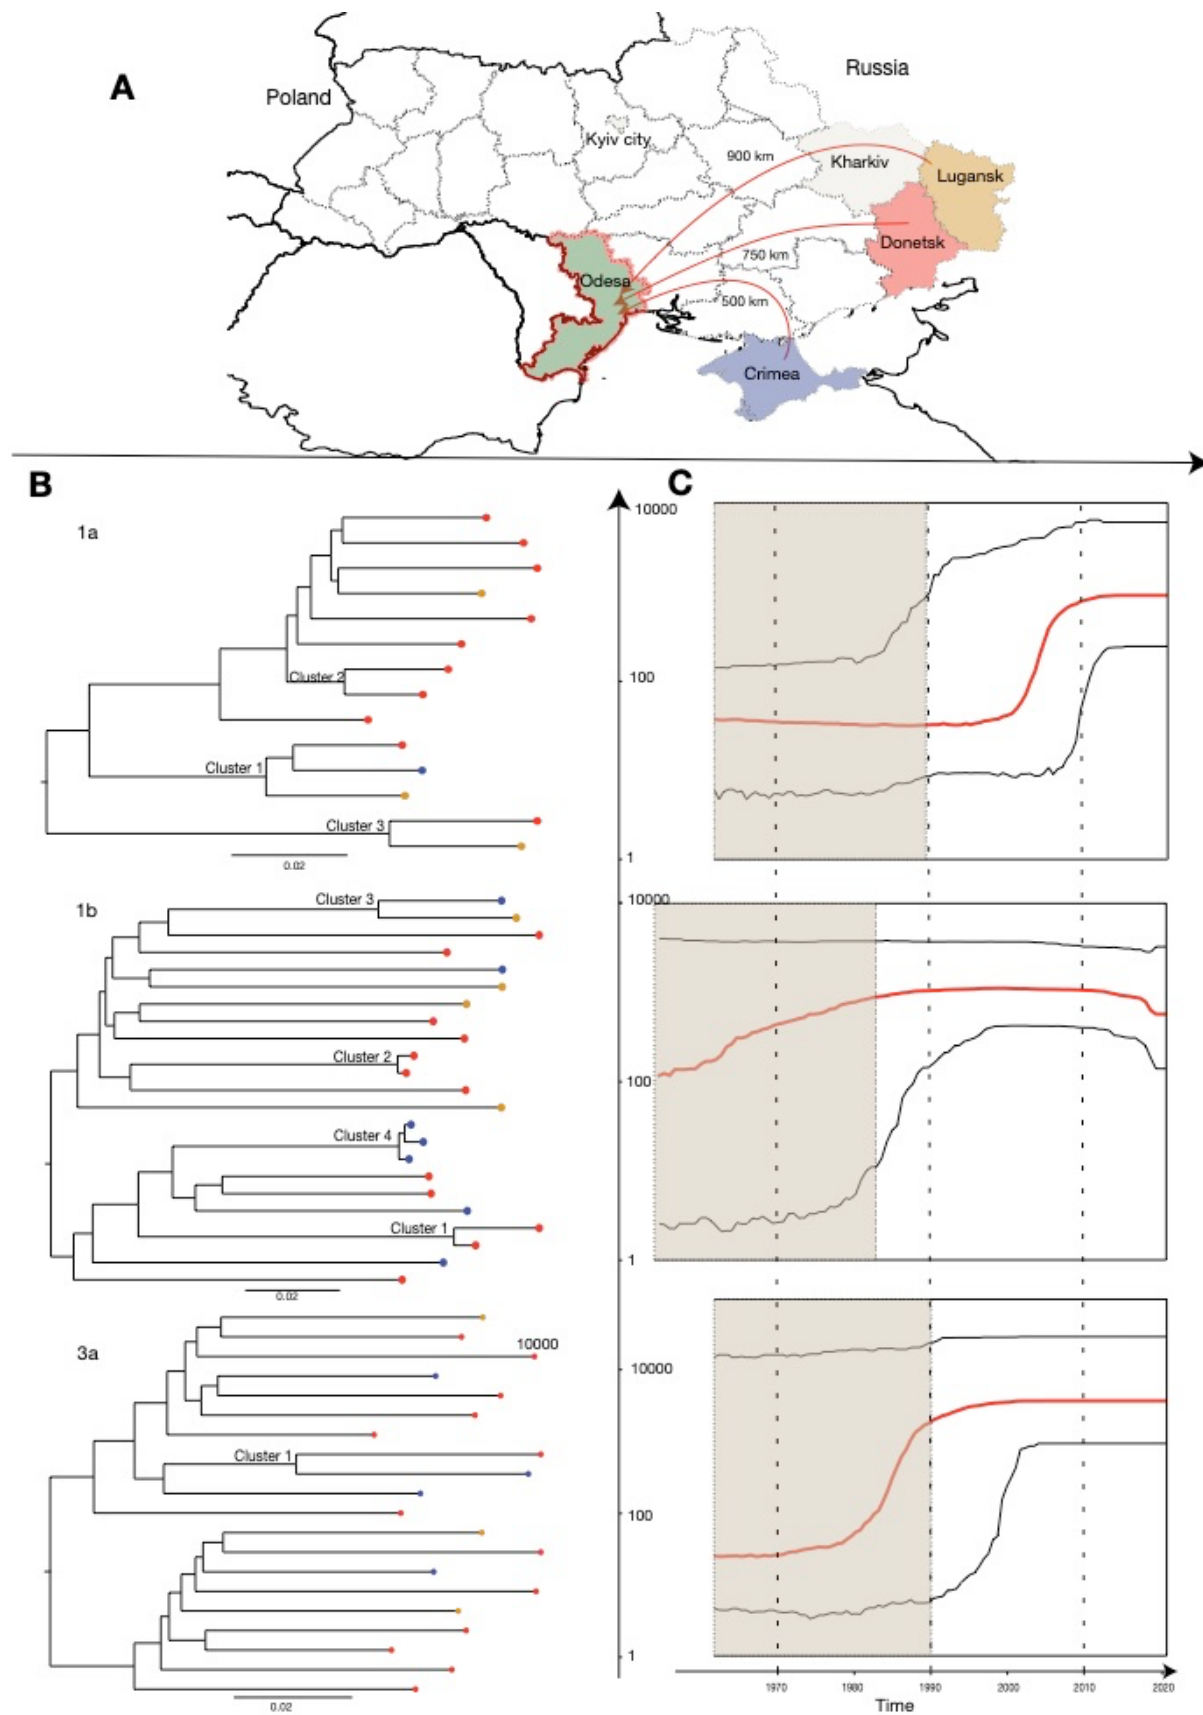 A
Poland
Russia
Kyiv city
900 km
Kharkiv
Lugansk
Donetsk
750 km
Odesa
500 km
Crimea
B
C
1a
Cluster 2
Cluster 1
Cluster 3
0.02
10000
100
1
1b
Cluster 3
Cluster 2
Cluster 4
Cluster 1
0.02
10000
100
1
3a
10000
Cluster 1
0.02
10000
100
1
1970 1980 1990 2000 2010 2020
Time